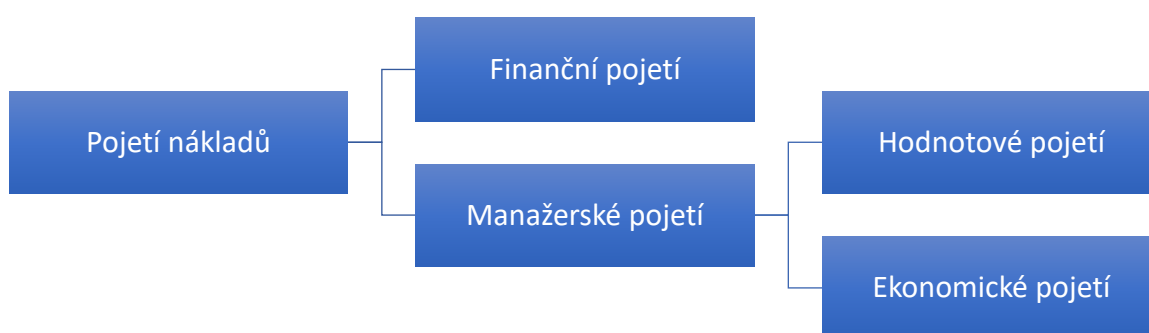 Pojetí nákladů
Finanční pojetí
Manažerské pojetí
Hodnotové pojetí
Ekonomické pojetí